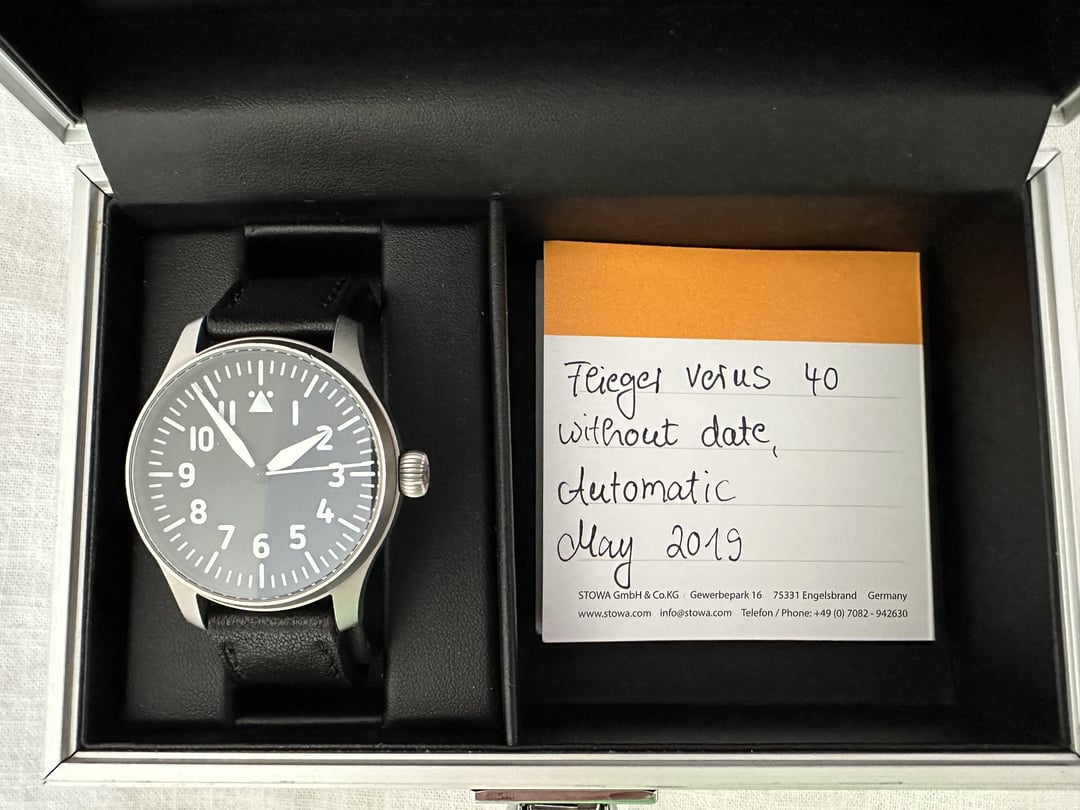 11 1
10 2
9 3
8 4
7 6 5
Flieger verus 40
without date,
Automatic
May 2019
STOWA GmbH & Co.KG Gewerbepark 16 75331 Engelsbrand Germany
www.stowa.com info@stowa.com Telefon / Phone: +49 (0) 7082 - 942630